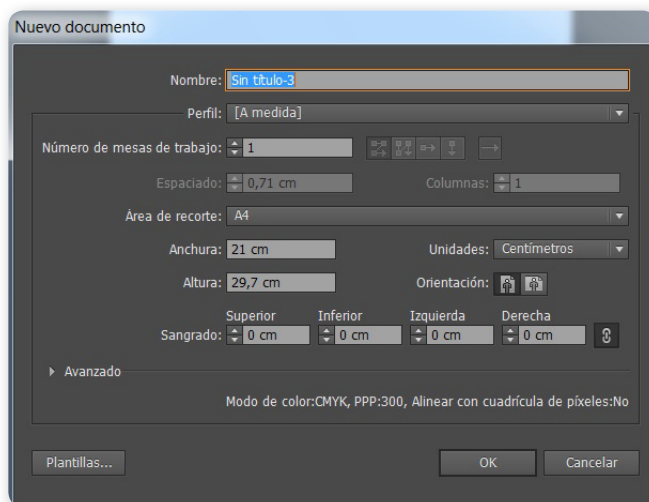 Nuevo documento
Nombre: Sin título-3
Perfil: [A medida]
Número de mesas de trabajo: 1
Espaciado: 0,71 cm Columnas: 1
Área de recorte: A4
Anchura: 21 cm Unidades: Centímetros
Altura: 29,7 cm Orientación:
Superior Inferior Izquierda Derecha
Sangrado: 0 cm 0 cm 0 cm 0 cm
Avanzado
Modo de color:CMYK, PPP:300, Alinear con cuadrícula de píxeles:No
Plantillas... OK Cancelar